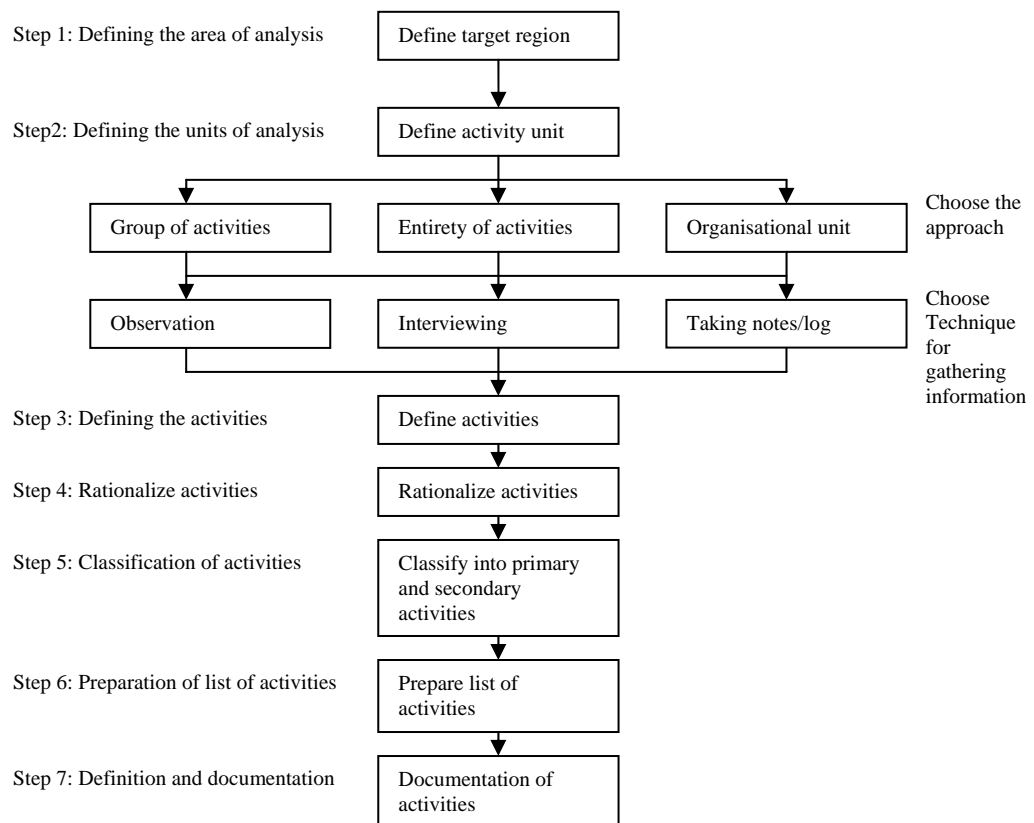 Step 1: Defining the area of analysis
Define target region
Step2: Defining the units of analysis
Define activity unit
Group of activities
Entirety of activities
Organisational unit
Choose the
approach
Observation
Interviewing
Taking notes/log
Choose
Technique
for
gathering
information
Step 3: Defining the activities
Define activities
Step 4: Rationalize activities
Rationalize activities
Step 5: Classification of activities
Classify into primary
and secondary
activities
Step 6: Preparation of list of activities
Prepare list of
activities
Step 7: Definition and documentation
Documentation of
activities